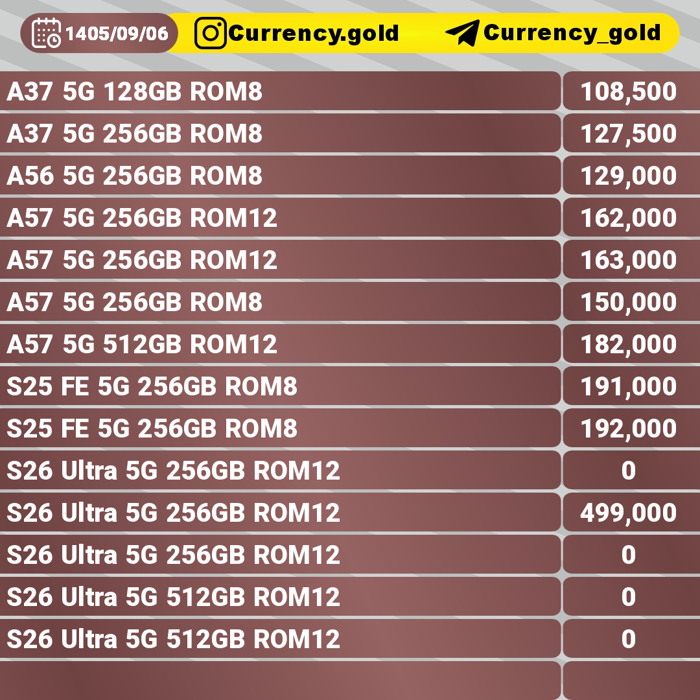 1405/09/06 Currency.gold Currency_gold
A37 5G 128GB ROM8 108,500
A37 5G 256GB ROM8 127,500
A56 5G 256GB ROM8 129,000
A57 5G 256GB ROM12 162,000
A57 5G 256GB ROM12 163,000
A57 5G 256GB ROM8 150,000
A57 5G 512GB ROM12 182,000
S25 FE 5G 256GB ROM8 191,000
S25 FE 5G 256GB ROM8 192,000
S26 Ultra 5G 256GB ROM12 0
S26 Ultra 5G 256GB ROM12 499,000
S26 Ultra 5G 256GB ROM12 0
S26 Ultra 5G 512GB ROM12 0
S26 Ultra 5G 512GB ROM12 0